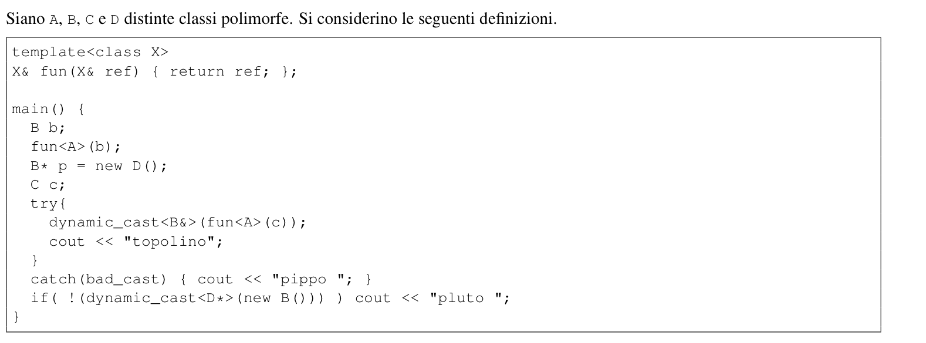 Siano A, B, C e D distinte classi polimorfe. Si considerino le seguenti definizioni.
template<class X>
X& fun(X& ref) { return ref; };
main() {
B b;
fun<A>(b);
B* p = new D();
C c;
try{
dynamic_cast<B&>(fun<A>(c));
cout << "topolino";
}
catch(bad_cast) { cout << "pippo "; }
if( !(dynamic_cast<D*>(new B())) ) cout << "pluto ";
}